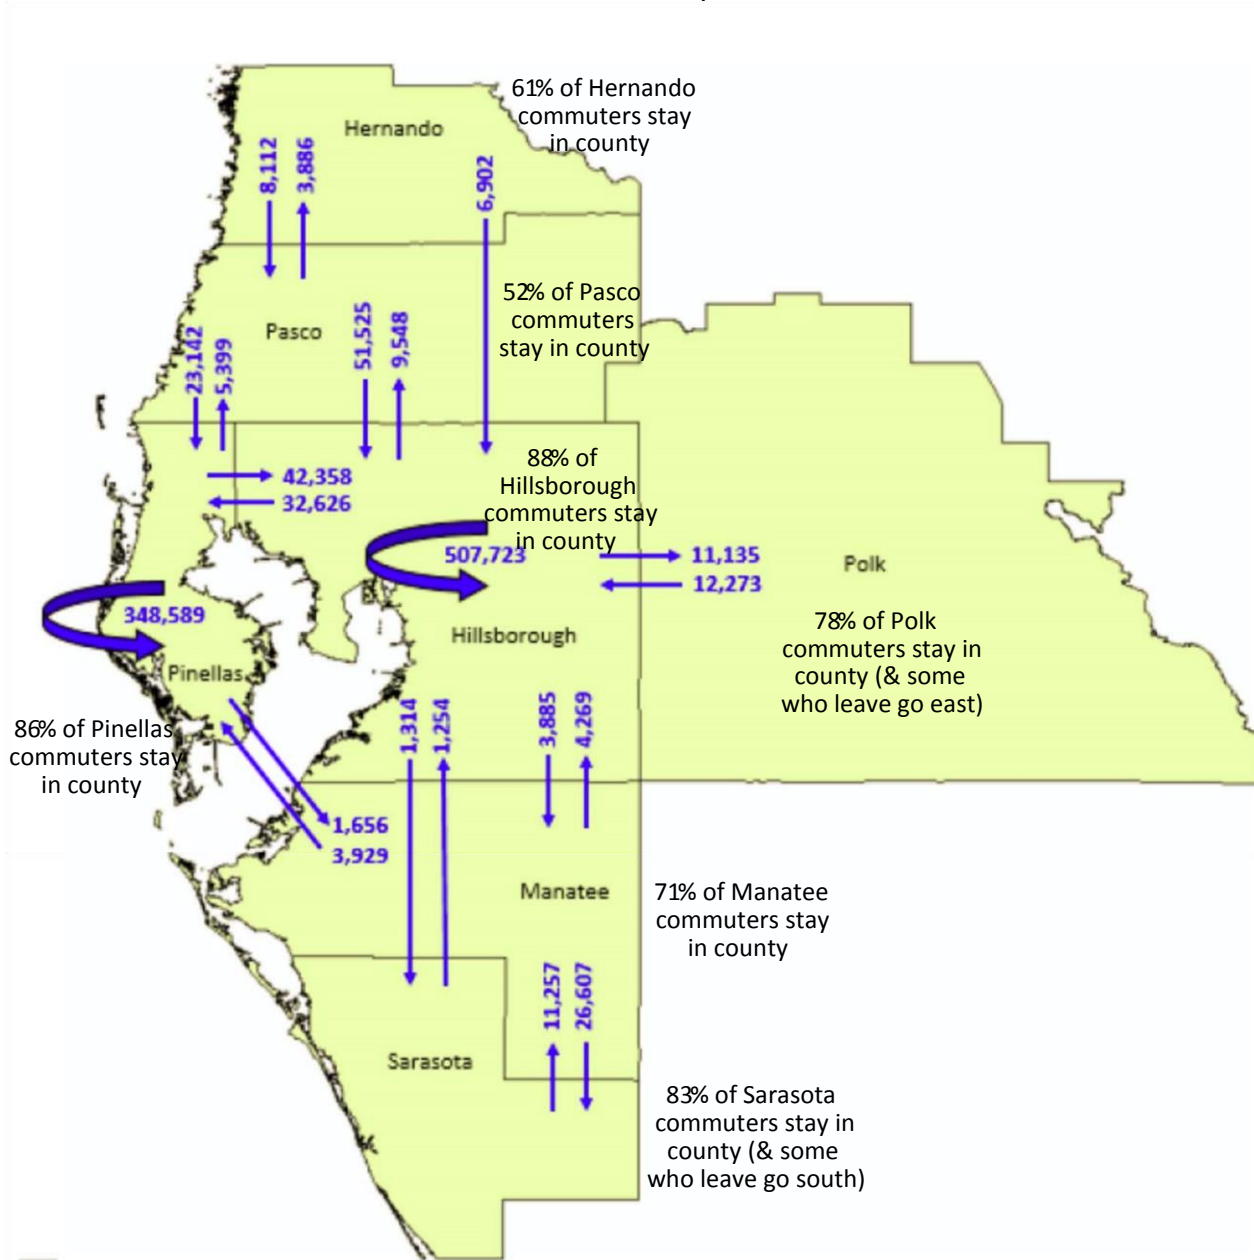 61% of Hernando
commuters stay
in county
Hernando
8,112
3,886
6,902
52% of Pasco
commuters
stay in county
Pasco
23,142
5,399
51,525
9,548
42,358
32,626
88% of
Hillsborough
commuters stay
in county
507,723
11,135
12,273
Polk
348,589
Hillsborough
78% of Polk
commuters stay in
county (& some
who leave go east)
Pinellas
86% of Pinellas
commuters stay
in county
1,314
1,254
3,885
4,269
1,656
3,929
Manatee
71% of Manatee
commuters stay
in county
11,257
26,607
Sarasota
83% of Sarasota
commuters stay in
county (& some
who leave go south)